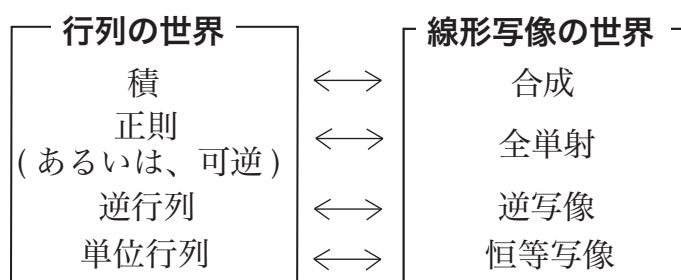 行列の世界 線形写像の世界
積 ⟷ 合成
正則
(あるいは、可逆) ⟷ 全単射
逆行列 ⟷ 逆写像
単位行列 ⟷ 恒等写像